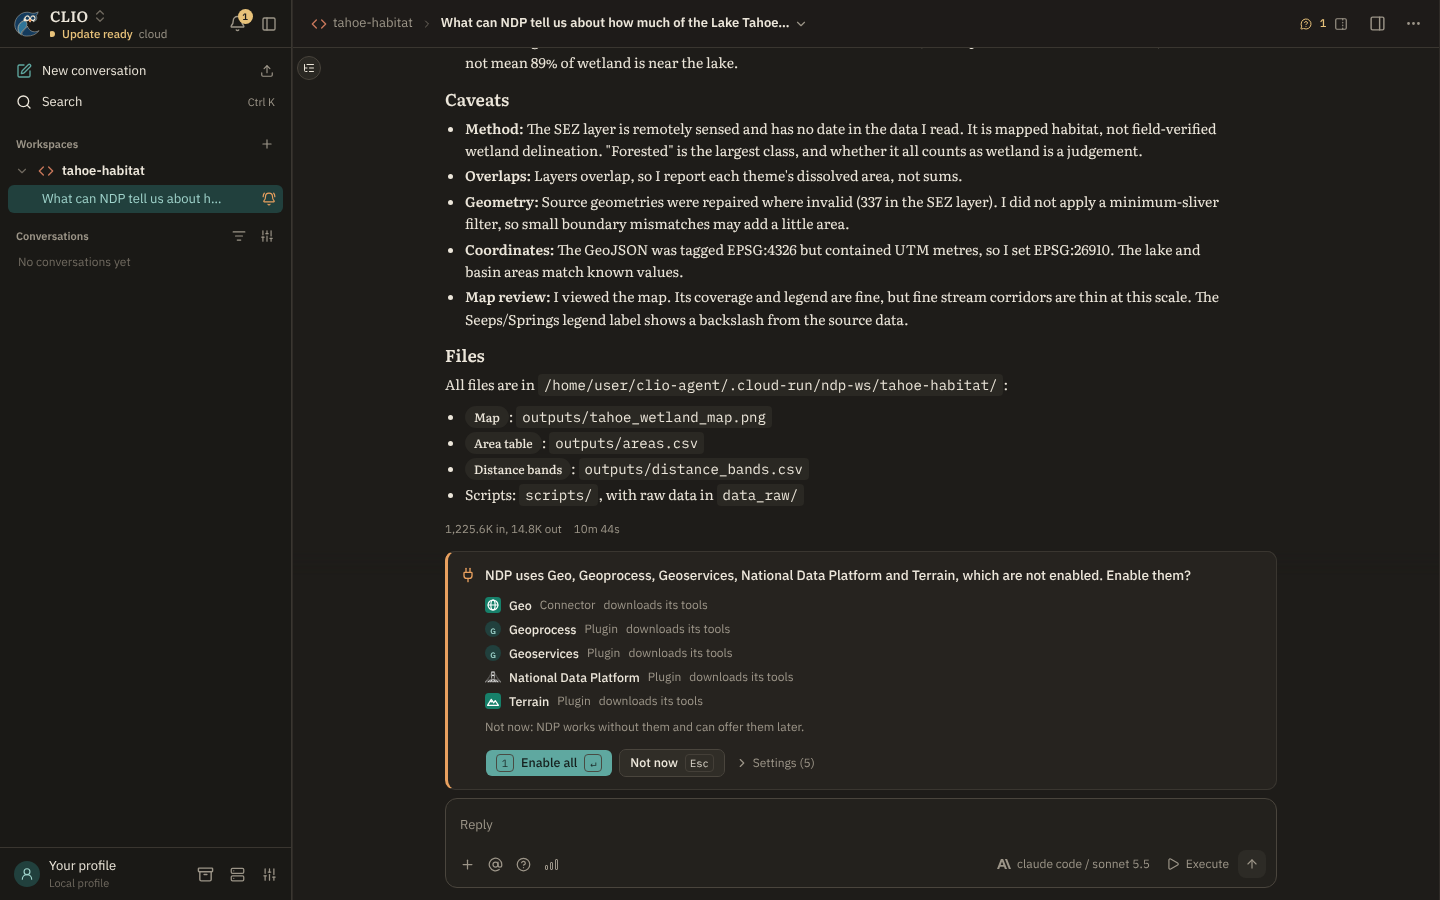 CLIO
Update ready cloud
1
New conversation
Search Ctrl K
Workspaces
tahoe-habitat
What can NDP tell us about h...
Conversations
No conversations yet
Your profile
Local profile
tahoe-habitat What can NDP tell us about how much of the Lake Tahoe...
1
not mean 89% of wetland is near the lake.
Caveats
Method: The SEZ layer is remotely sensed and has no date in the data I read. It is mapped habitat, not field-verified
wetland delineation. "Forested" is the largest class, and whether it all counts as wetland is a judgement.
Overlaps: Layers overlap, so I report each theme's dissolved area, not sums.
Geometry: Source geometries were repaired where invalid (337 in the SEZ layer). I did not apply a minimum-sliver
filter, so small boundary mismatches may add a little area.
Coordinates: The GeoJSON was tagged EPSG:4326 but contained UTM metres, so I set EPSG:26910. The lake and
basin areas match known values.
Map review: I viewed the map. Its coverage and legend are fine, but fine stream corridors are thin at this scale. The
Seeps/Springs legend label shows a backslash from the source data.
Files
All files are in /home/user/clio-agent/.cloud-run/ndp-ws/tahoe-habitat/ :
Map : outputs/tahoe_wetland_map.png
Area table : outputs/areas.csv
Distance bands : outputs/distance_bands.csv
Scripts: scripts/ , with raw data in data_raw/
1,225.6K in, 14.8K out 10m 44s
NDP uses Geo, Geoprocess, Geoservices, National Data Platform and Terrain, which are not enabled. Enable them?
Geo Connector downloads its tools
G Geoprocess Plugin downloads its tools
G Geoservices Plugin downloads its tools
National Data Platform Plugin downloads its tools
Terrain Plugin downloads its tools
Not now: NDP works without them and can offer them later.
1 Enable all ↵ Not now Esc Settings (5)
Reply
claude code / sonnet 5.5 Execute